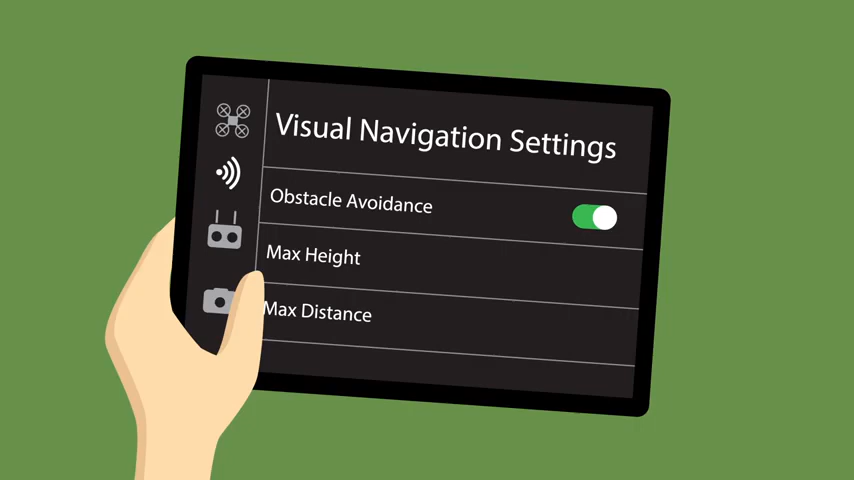 Visual Navigation Settings
Obstacle Avoidance
Max Height
Max Distance